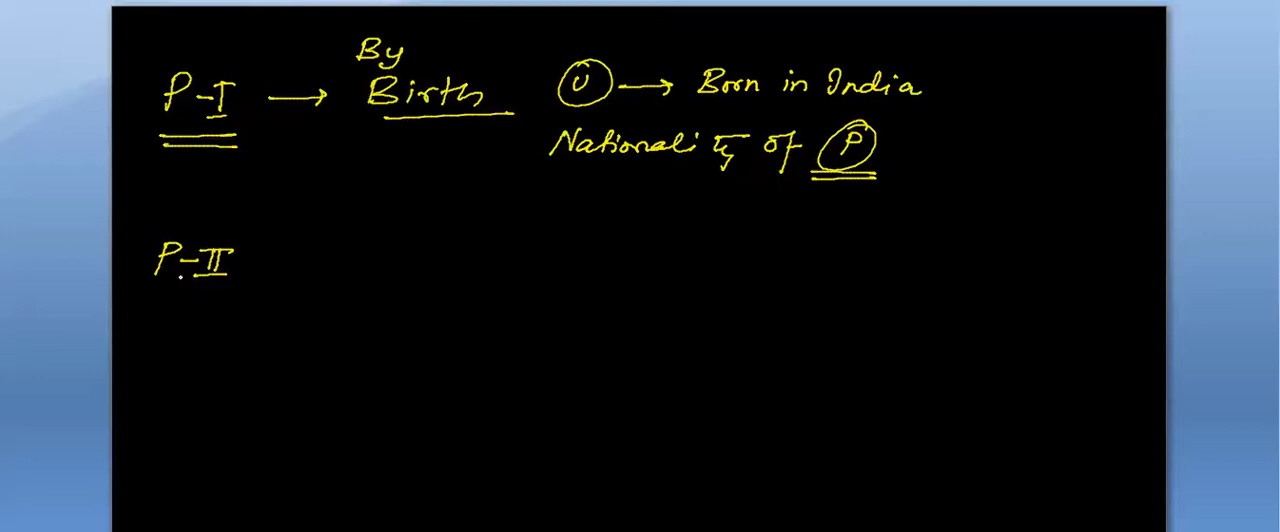 By
P-I → Birth
U → Born in India
Nationality of P
P-II